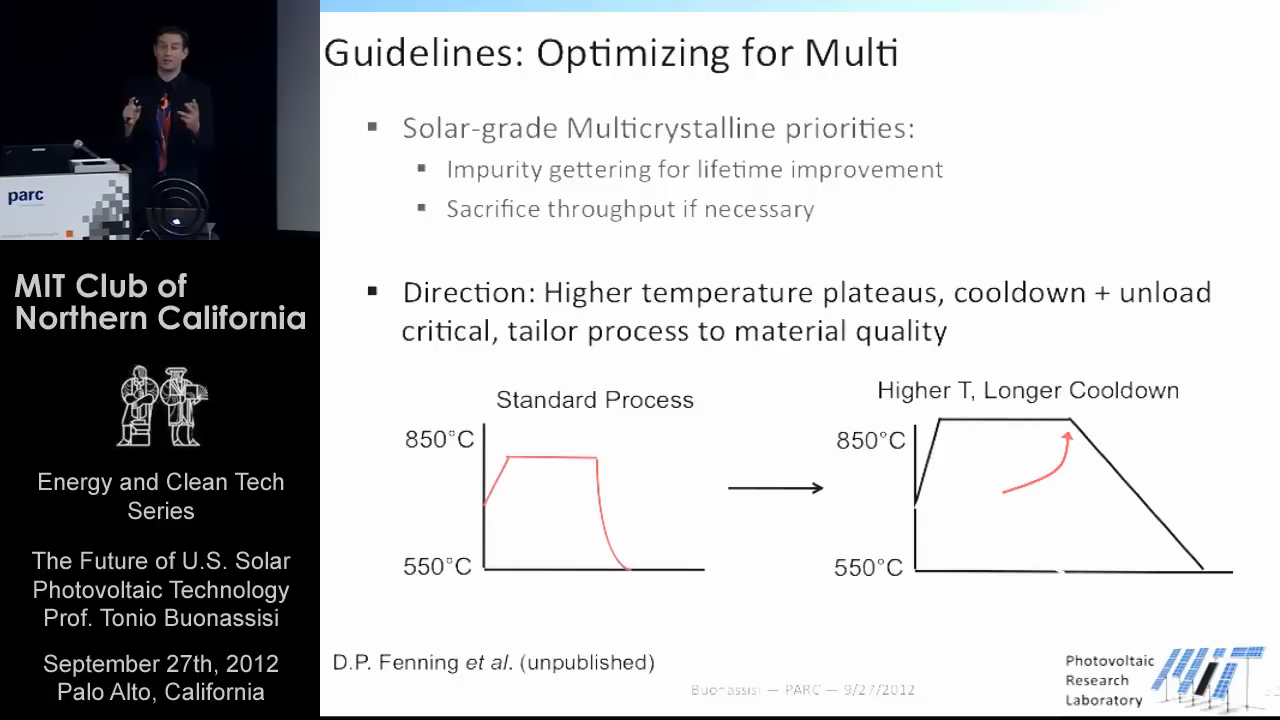 parc
MIT Club of
Northern California
Energy and Clean Tech
Series
The Future of U.S. Solar
Photovoltaic Technology
Prof. Tonio Buonassisi
September 27th, 2012
Palo Alto, California
Guidelines: Optimizing for Multi
▪ Solar-grade Multicrystalline priorities:
▪ Impurity gettering for lifetime improvement
▪ Sacrifice throughput if necessary
▪ Direction: Higher temperature plateaus, cooldown + unload
critical, tailor process to material quality
Standard Process
850°C
550°C
Higher T, Longer Cooldown
850°C
550°C
D.P. Fenning et al. (unpublished)
Buonassisi — PARC — 9/27/2012
Photovoltaic
Research
Laboratory
MIT